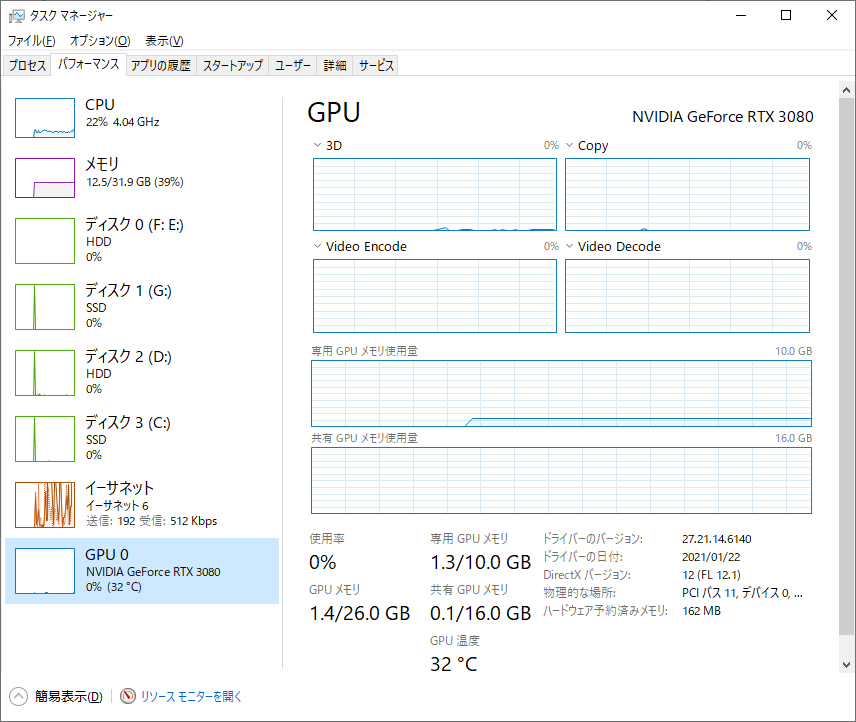 タスク マネージャー
ファイル(F) オプション(O) 表示(V)
プロセス パフォーマンス アプリの履歴 スタートアップ ユーザー 詳細 サービス
CPU
22% 4.04 GHz
メモリ
12.5/31.9 GB (39%)
ディスク 0 (F: E:)
HDD
0%
ディスク 1 (G:)
SSD
0%
ディスク 2 (D:)
HDD
0%
ディスク 3 (C:)
SSD
0%
イーサネット
イーサネット 6
送信: 192 受信: 512 Kbps
GPU 0
NVIDIA GeForce RTX 3080
0% (32 °C)
GPU
NVIDIA GeForce RTX 3080
3D 0%
Copy 0%
Video Encode 0%
Video Decode 0%
専用 GPU メモリ使用量 10.0 GB
共有 GPU メモリ使用量 16.0 GB
使用率
0%
専用 GPU メモリ
1.3/10.0 GB
GPU メモリ
1.4/26.0 GB
共有 GPU メモリ
0.1/16.0 GB
GPU 温度
32 °C
ドライバーのバージョン: 27.21.14.6140
ドライバーの日付: 2021/01/22
DirectX バージョン: 12 (FL 12.1)
物理的な場所: PCI バス 11, デバイス 0, ...
ハードウェア予約済みメモリ: 162 MB
簡易表示(D) リソース モニターを開く